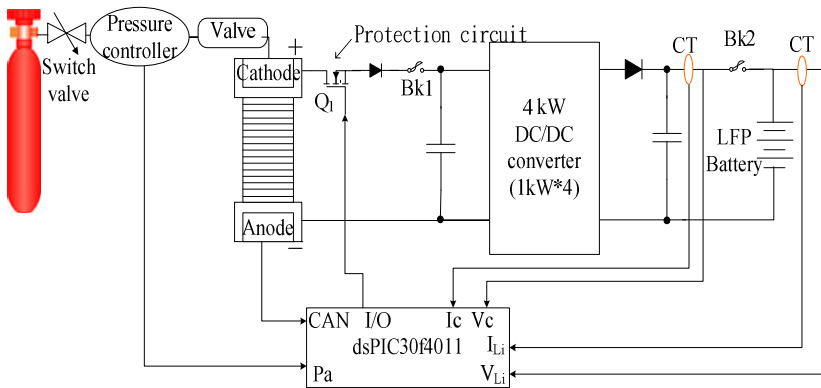 Pressure
controller
Valve
Switch
valve
Protection circuit
+
Cathode
Q1
Bk1
4 kW
DC/DC
converter
(1kW*4)
CT
Bk2
CT
LFP
Battery
Anode
—
CAN I/O Ic Vc
dsPIC30f4011
ILi
Pa
VLi